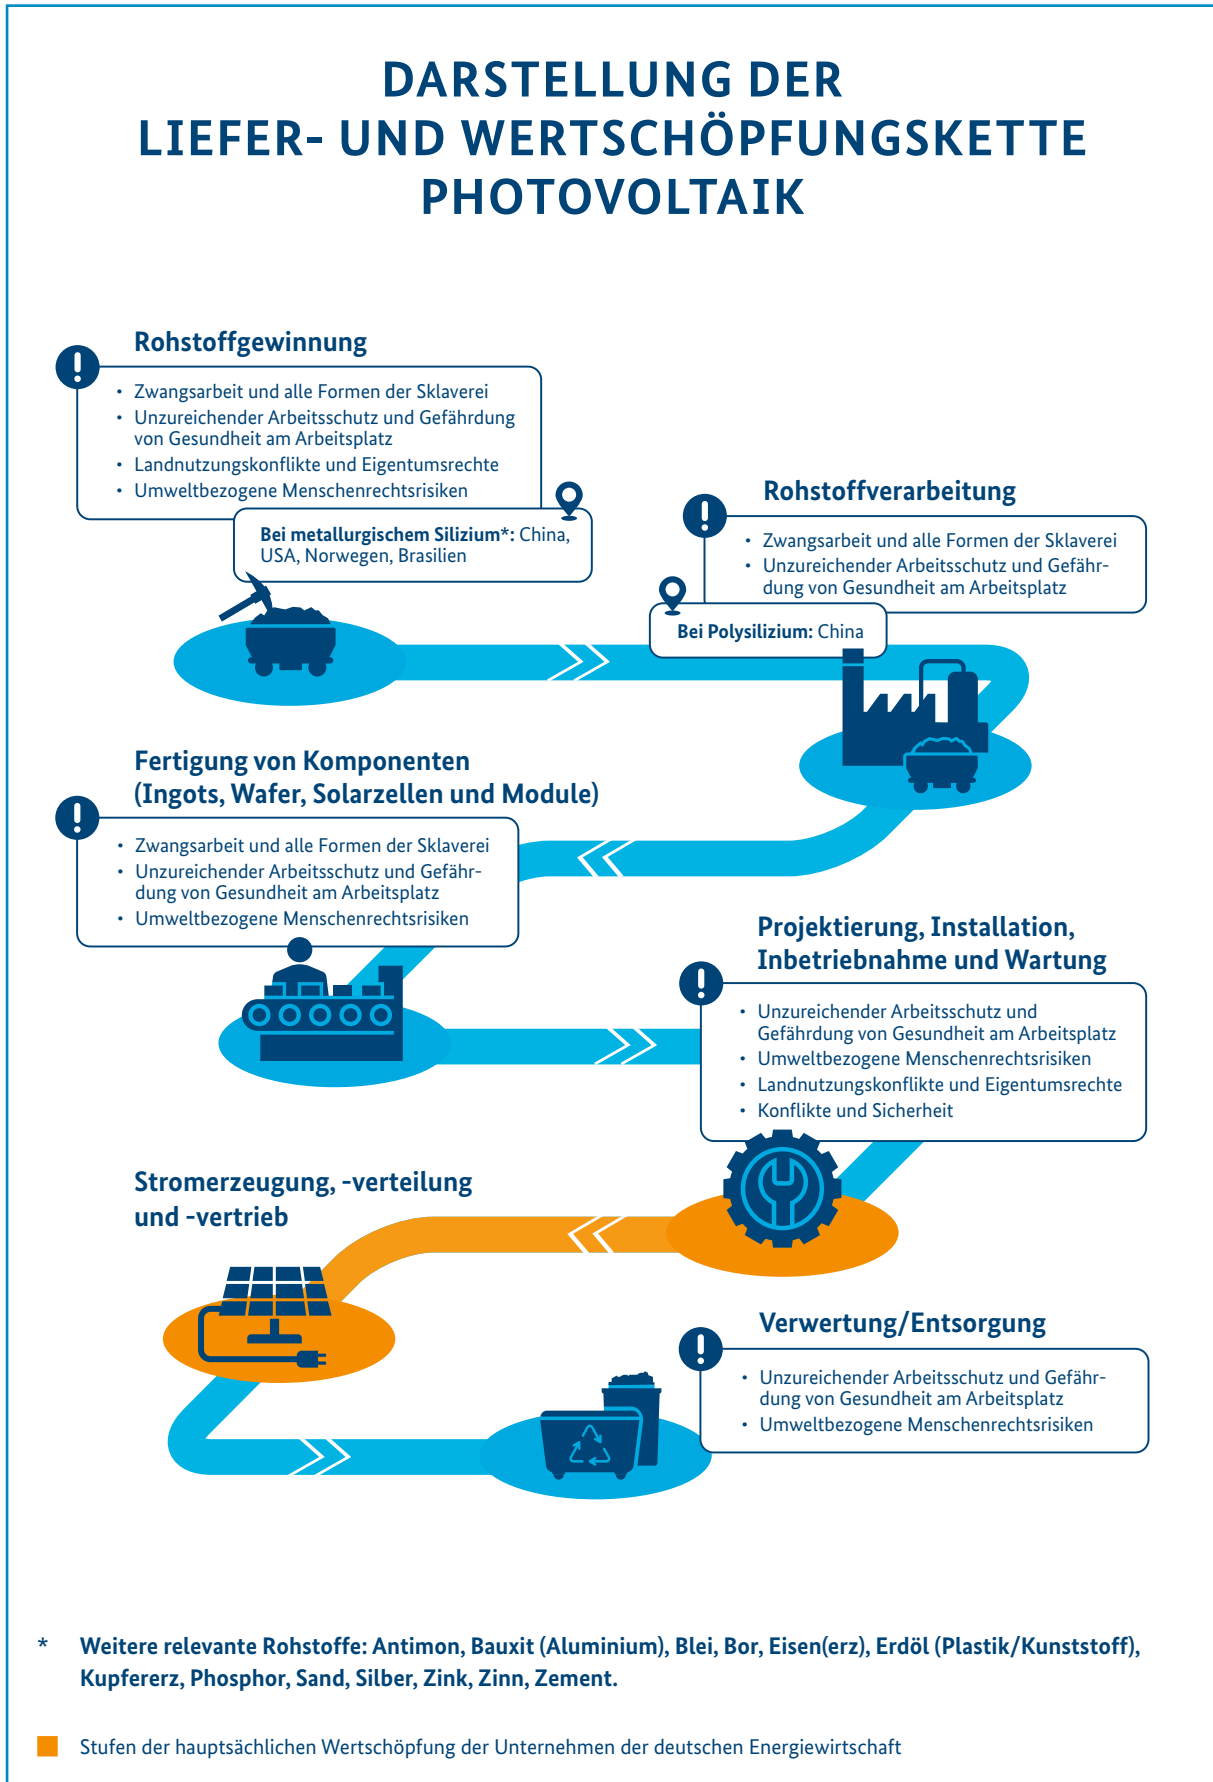 DARSTELLUNG DER
LIEFER- UND WERTSCHÖPFUNGSKETTE
PHOTOVOLTAIK
Rohstoffgewinnung
• Zwangsarbeit und alle Formen der Sklaverei
• Unzureichender Arbeitsschutz und Gefährdung
von Gesundheit am Arbeitsplatz
• Landnutzungskonflikte und Eigentumsrechte
• Umweltbezogene Menschenrechtsrisiken
Bei metallurgischem Silizium*: China,
USA, Norwegen, Brasilien
Rohstoffverarbeitung
• Zwangsarbeit und alle Formen der Sklaverei
• Unzureichender Arbeitsschutz und Gefähr-
dung von Gesundheit am Arbeitsplatz
Bei Polysilizium: China
Fertigung von Komponenten
(Ingots, Wafer, Solarzellen und Module)
• Zwangsarbeit und alle Formen der Sklaverei
• Unzureichender Arbeitsschutz und Gefähr-
dung von Gesundheit am Arbeitsplatz
• Umweltbezogene Menschenrechtsrisiken
Projektierung, Installation,
Inbetriebnahme und Wartung
• Unzureichender Arbeitsschutz und
Gefährdung von Gesundheit am Arbeitsplatz
• Umweltbezogene Menschenrechtsrisiken
• Landnutzungskonflikte und Eigentumsrechte
• Konflikte und Sicherheit
Stromerzeugung, -verteilung
und -vertrieb
Verwertung/Entsorgung
• Unzureichender Arbeitsschutz und Gefähr-
dung von Gesundheit am Arbeitsplatz
• Umweltbezogene Menschenrechtsrisiken
* Weitere relevante Rohstoffe: Antimon, Bauxit (Aluminium), Blei, Bor, Eisen(erz), Erdöl (Plastik/Kunststoff),
Kupfererz, Phosphor, Sand, Silber, Zink, Zinn, Zement.
Stufen der hauptsächlichen Wertschöpfung der Unternehmen der deutschen Energiewirtschaft